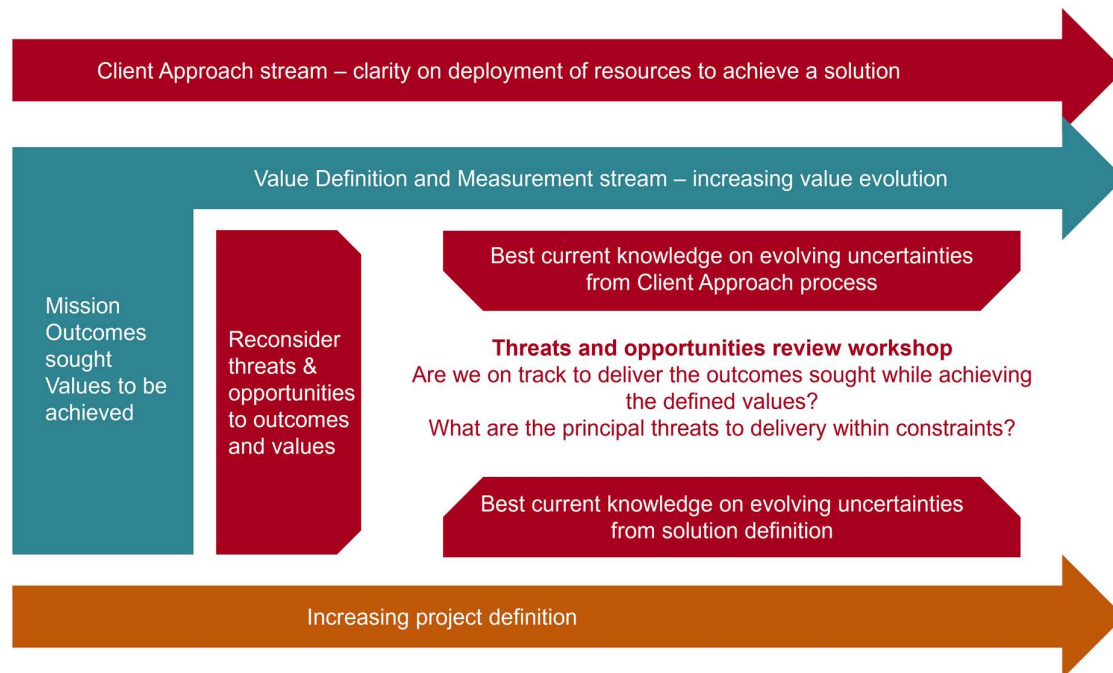 Client Approach stream – clarity on deployment of resources to achieve a solution
Value Definition and Measurement stream – increasing value evolution
Mission
Outcomes
sought
Values to be
achieved
Reconsider
threats &
opportunities
to outcomes
and values
Best current knowledge on evolving uncertainties
from Client Approach process
Threats and opportunities review workshop
Are we on track to deliver the outcomes sought while achieving
the defined values?
What are the principal threats to delivery within constraints?
Best current knowledge on evolving uncertainties
from solution definition
Increasing project definition